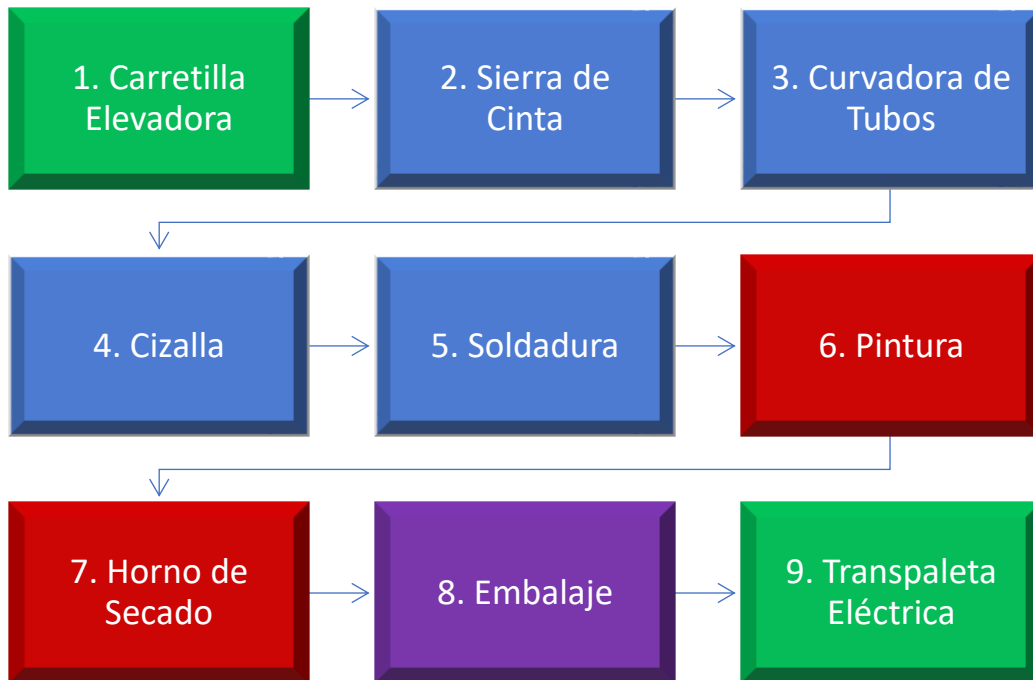 1. Carretilla
Elevadora
2. Sierra de
Cinta
3. Curvadora de
Tubos
4. Cizalla
5. Soldadura
6. Pintura
7. Horno de
Secado
8. Embalaje
9. Transpaleta
Eléctrica